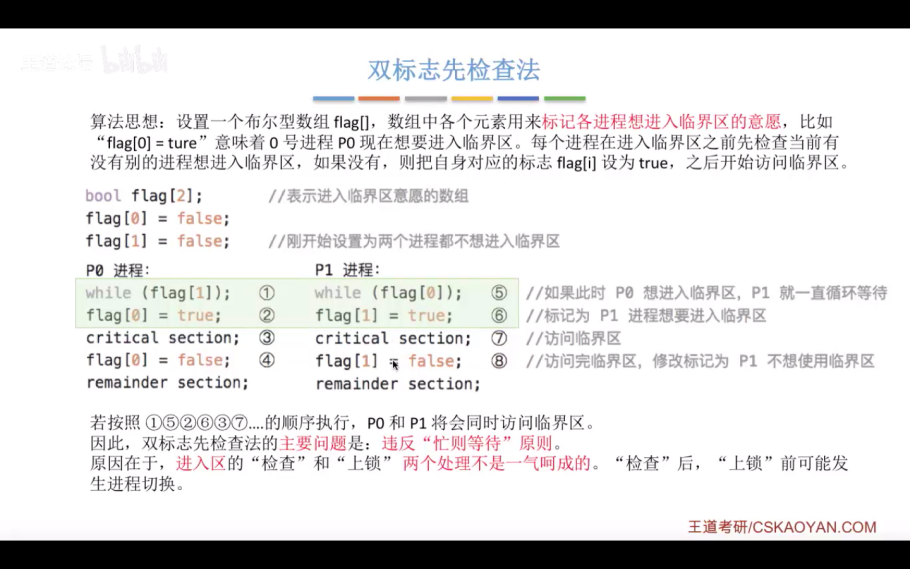 双标志先检查法
算法思想：设置一个布尔型数组 flag[]，数组中各个元素用来标记各进程想进入临界区的意愿，比如
“flag[0] = ture”意味着 0 号进程 P0 现在想要进入临界区。每个进程在进入临界区之前先检查当前有
没有别的进程想进入临界区，如果没有，则把自身对应的标志 flag[i] 设为 true，之后开始访问临界区。
bool flag[2]; //表示进入临界区意愿的数组
flag[0] = false;
flag[1] = false; //刚开始设置为两个进程都不想进入临界区
P0 进程： P1 进程：
while (flag[1]); ① while (flag[0]); ⑤ //如果此时 P0 想进入临界区，P1 就一直循环等待
flag[0] = true; ② flag[1] = true; ⑥ //标记为 P1 进程想要进入临界区
critical section; ③ critical section; ⑦ //访问临界区
flag[0] = false; ④ flag[1] = false; ⑧ //访问完临界区，修改标记为 P1 不想使用临界区
remainder section; remainder section;
若按照 ①⑤②⑥③⑦….的顺序执行，P0 和 P1 将会同时访问临界区。
因此，双标志先检查法的主要问题是：违反“忙则等待”原则。
原因在于，进入区的“检查”和“上锁” 两个处理不是一气呵成的。“检查”后，“上锁”前可能发
生进程切换。
王道考研/CSKAOYAN.COM